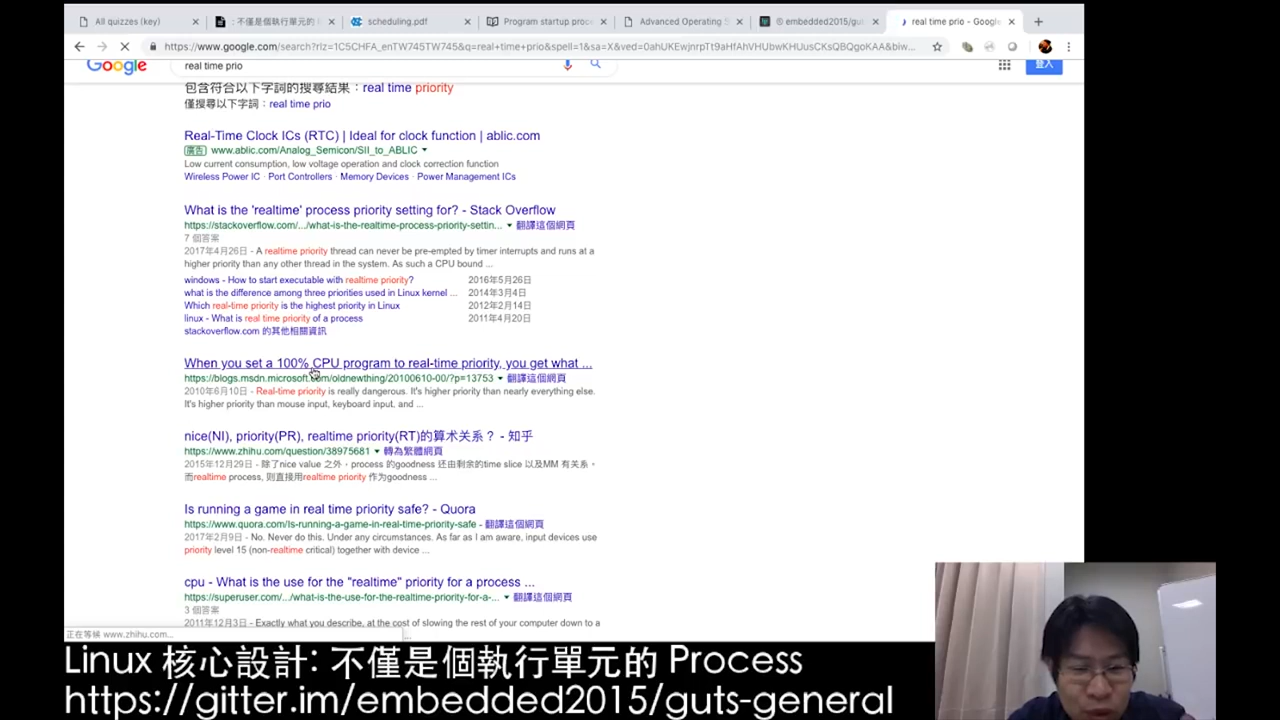 All quizzes (key)
: 不僅是個執行單元的
scheduling.pdf
Program startup proc
Advanced Operating S
embedded2015/gut
real time prio - Google
https://www.google.com/search?rlz=1C5CHFA_enTW745TW745&q=real+time+prio&spell=1&sa=X&ved=0ahUKEwjnrpTt9aHfAhVHUbwKHUusCKsQBQgoKAA&biw...
Google
real time prio
登入
包含符合以下字詞的搜尋結果：real time priority
僅搜尋以下字詞：real time prio
Real-Time Clock ICs (RTC) | Ideal for clock function | ablic.com
廣告 www.ablic.com/Analog_Semicon/SII_to_ABLIC
Low current consumption, low voltage operation and clock correction function
Wireless Power IC · Port Controllers · Memory Devices · Power Management ICs
What is the 'realtime' process priority setting for? - Stack Overflow
https://stackoverflow.com/.../what-is-the-realtime-process-priority-settin... 翻譯這個網頁
7 個答案
2017年4月26日 - A realtime priority thread can never be pre-empted by timer interrupts and runs at a
higher priority than any other thread in the system. As such a CPU bound ...
windows - How to start executable with realtime priority? 2016年5月26日
what is the difference among three priorities used in Linux kernel ... 2014年3月4日
Which real-time priority is the highest priority in Linux 2012年2月14日
linux - What is real time priority of a process 2011年4月20日
stackoverflow.com 的其他相關資訊
When you set a 100% CPU program to real-time priority, you get what ...
https://blogs.msdn.microsoft.com/oldnewthing/20100610-00/?p=13753 翻譯這個網頁
2010年6月10日 - Real-time priority is really dangerous. It's higher priority than nearly everything else.
It's higher priority than mouse input, keyboard input, and ...
nice(NI), priority(PR), realtime priority(RT)的算术关系？ - 知乎
https://www.zhihu.com/question/38975681 轉為繁體網頁
2015年12月29日 - 除了nice value 之外，process 的goodness 还由剩余的time slice 以及MM 有关系。
而realtime process, 则直接用realtime priority 作为goodness ...
Is running a game in real time priority safe? - Quora
https://www.quora.com/Is-running-a-game-in-real-time-priority-safe - 翻譯這個網頁
2017年2月9日 - No. Never do this. Under any circumstances. As far as I am aware, input devices use
priority level 15 (non-realtime critical) together with device ...
cpu - What is the use for the "realtime" priority for a process ...
https://superuser.com/.../what-is-the-use-for-the-realtime-priority-for-a-... 翻譯這個網頁
3 個答案
2011年12月3日 - Exactly what you describe, at the cost of slowing the rest of your computer down to a
正在等候 www.zhihu.com...
Linux 核心設計: 不僅是個執行單元的 Process
https://gitter.im/embedded2015/guts-general